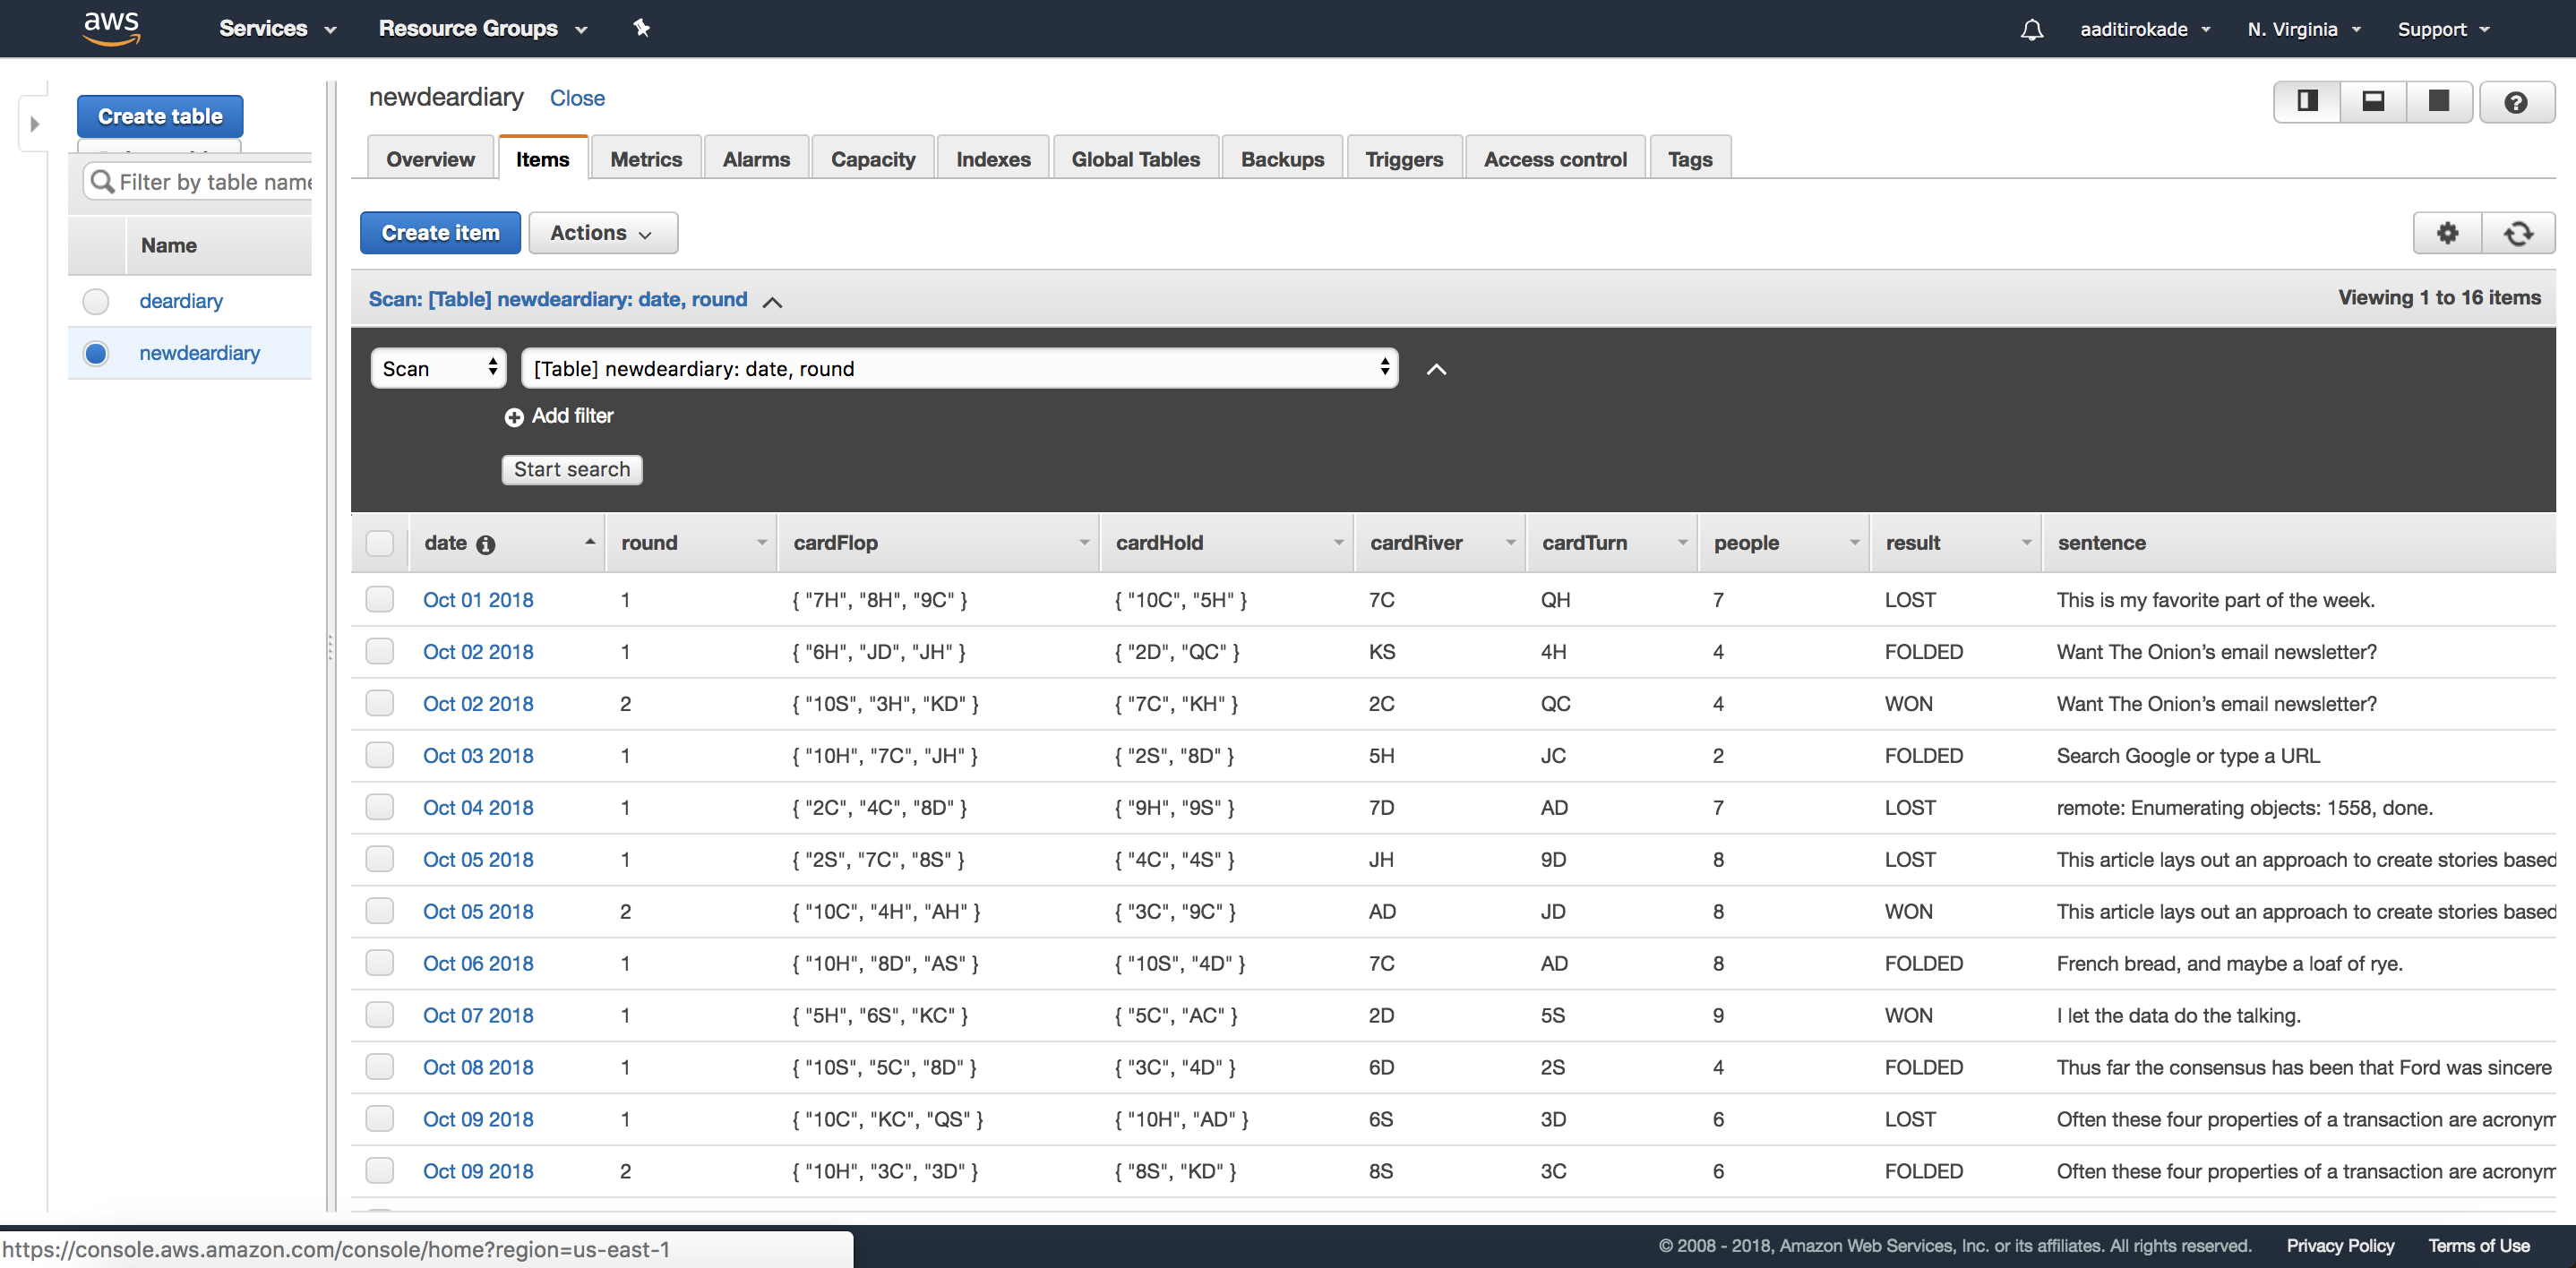 aws Services Resource Groups aaditirokade N. Virginia Support
Create table
Filter by table name
Name
deardiary
newdeardiary
newdeardiary Close
Overview Items Metrics Alarms Capacity Indexes Global Tables Backups Triggers Access control Tags
Create item Actions
Scan: [Table] newdeardiary: date, round Viewing 1 to 16 items
Scan [Table] newdeardiary: date, round
Add filter
Start search
date round cardFlop cardHold cardRiver cardTurn people result sentence
Oct 01 2018 1 { "7H", "8H", "9C" } { "10C", "5H" } 7C QH 7 LOST This is my favorite part of the week.
Oct 02 2018 1 { "6H", "JD", "JH" } { "2D", "QC" } KS 4H 4 FOLDED Want The Onion’s email newsletter?
Oct 02 2018 2 { "10S", "3H", "KD" } { "7C", "KH" } 2C QC 4 WON Want The Onion’s email newsletter?
Oct 03 2018 1 { "10H", "7C", "JH" } { "2S", "8D" } 5H JC 2 FOLDED Search Google or type a URL
Oct 04 2018 1 { "2C", "4C", "8D" } { "9H", "9S" } 7D AD 7 LOST remote: Enumerating objects: 1558, done.
Oct 05 2018 1 { "2S", "7C", "8S" } { "4C", "4S" } JH 9D 8 LOST This article lays out an approach to create stories based
Oct 05 2018 2 { "10C", "4H", "AH" } { "3C", "9C" } AD JD 8 WON This article lays out an approach to create stories based
Oct 06 2018 1 { "10H", "8D", "AS" } { "10S", "4D" } 7C AD 8 FOLDED French bread, and maybe a loaf of rye.
Oct 07 2018 1 { "5H", "6S", "KC" } { "5C", "AC" } 2D 5S 9 WON I let the data do the talking.
Oct 08 2018 1 { "10S", "5C", "8D" } { "3C", "4D" } 6D 2S 4 FOLDED Thus far the consensus has been that Ford was sincere
Oct 09 2018 1 { "10C", "KC", "QS" } { "10H", "AD" } 6S 3D 6 LOST Often these four properties of a transaction are acronym
Oct 09 2018 2 { "10H", "3C", "3D" } { "8S", "KD" } 8S 3C 6 FOLDED Often these four properties of a transaction are acronym
https://console.aws.amazon.com/console/home?region=us-east-1
© 2008 - 2018, Amazon Web Services, Inc. or its affiliates. All rights reserved. Privacy Policy Terms of Use